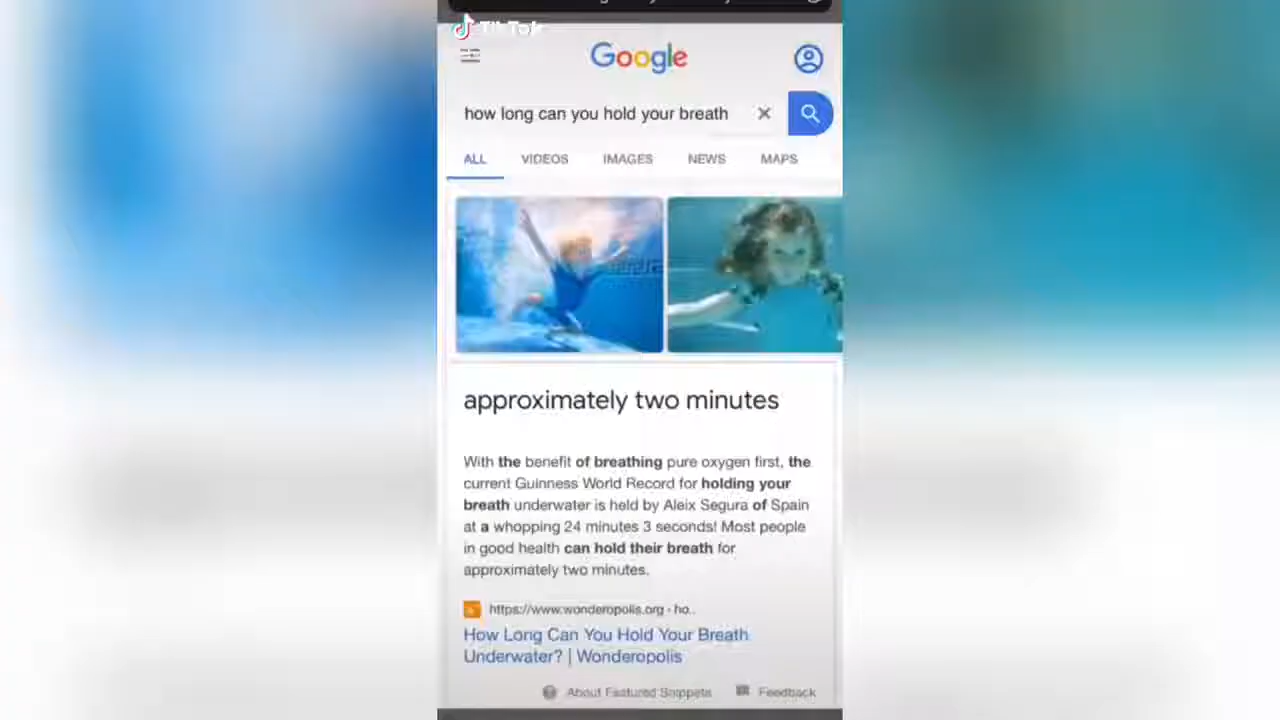 TikTok
Google
how long can you hold your breath
ALL VIDEOS IMAGES NEWS MAPS
approximately two minutes
With the benefit of breathing pure oxygen first, the
current Guinness World Record for holding your
breath underwater is held by Aleix Segura of Spain
at a whopping 24 minutes 3 seconds! Most people
in good health can hold their breath for
approximately two minutes.
https://www.wonderopolis.org › ho..
How Long Can You Hold Your Breath
Underwater? | Wonderopolis
About Featured Snippets Feedback